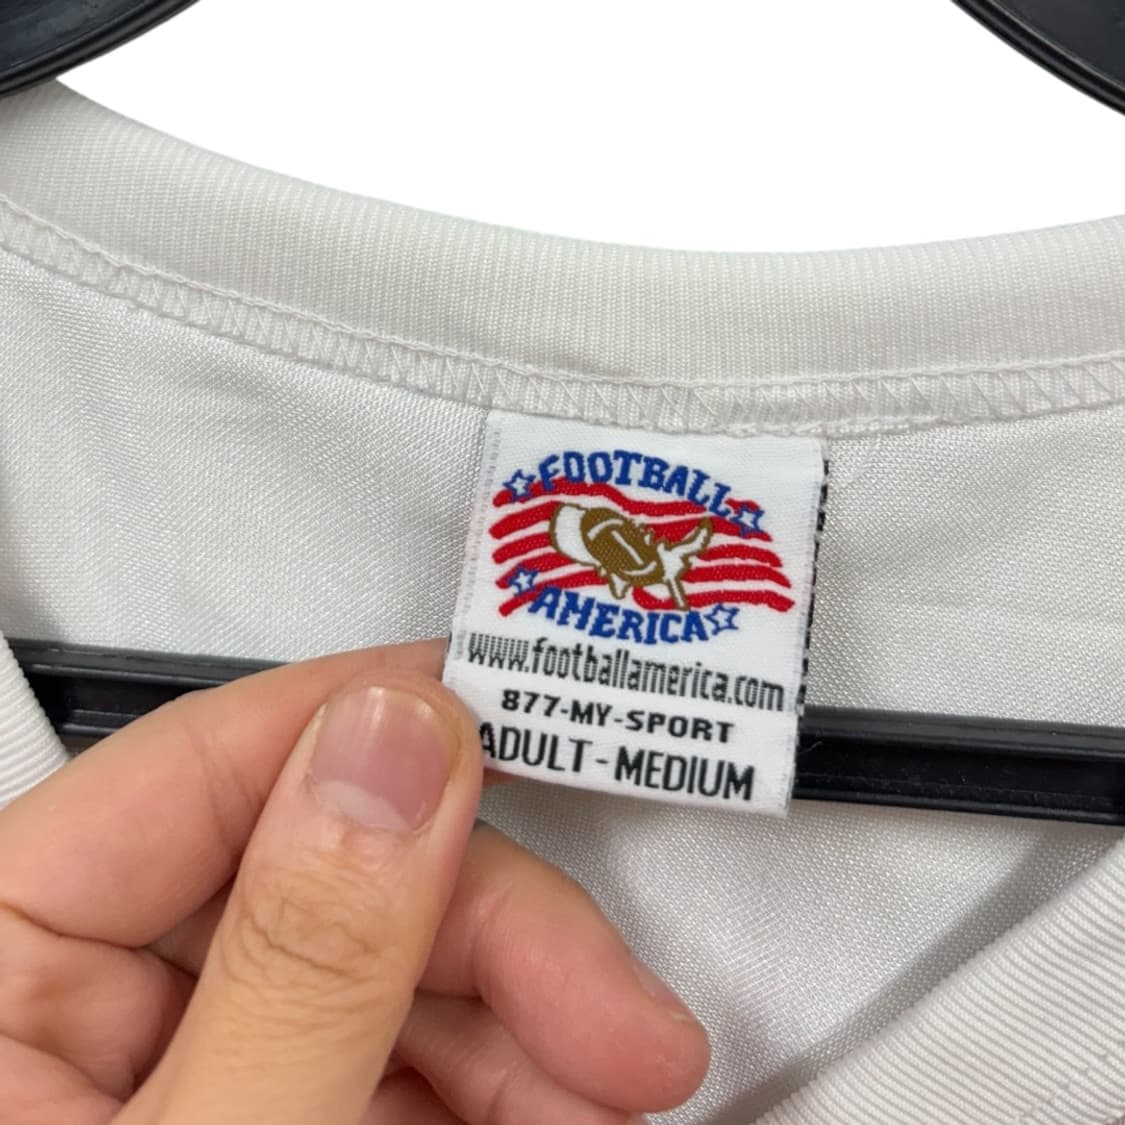 FOOTBALL
AMERICA
www.footballamerica.com
877-MY-SPORT
ADULT - MEDIUM